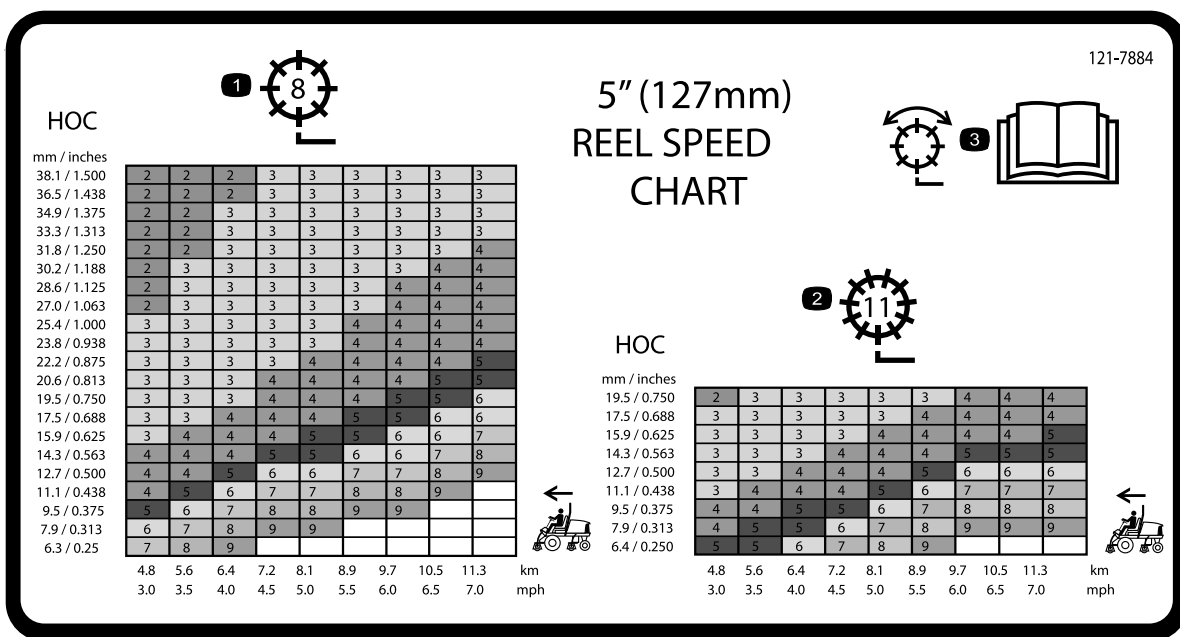 121-7884
1
8
5" (127mm)
REEL SPEED
CHART
3
HOC
mm / inches
38.1 / 1.500 2 2 2 3 3 3 3 3 3
36.5 / 1.438 2 2 2 3 3 3 3 3 3
34.9 / 1.375 2 2 3 3 3 3 3 3 3
33.3 / 1.313 2 2 3 3 3 3 3 3 3
31.8 / 1.250 2 2 3 3 3 3 3 3 4
30.2 / 1.188 2 3 3 3 3 3 3 4 4
28.6 / 1.125 2 3 3 3 3 3 4 4 4
27.0 / 1.063 2 3 3 3 3 3 4 4 4
25.4 / 1.000 3 3 3 3 3 4 4 4 4
23.8 / 0.938 3 3 3 3 3 4 4 4 4
22.2 / 0.875 3 3 3 3 4 4 4 4 5
20.6 / 0.813 3 3 3 4 4 4 4 5 5
19.5 / 0.750 3 3 3 4 4 4 5 5 6
17.5 / 0.688 3 3 4 4 4 5 5 6 6
15.9 / 0.625 3 4 4 4 5 5 6 6 7
14.3 / 0.563 4 4 4 5 5 6 6 7 8
12.7 / 0.500 4 4 5 6 6 7 7 8 9
11.1 / 0.438 4 5 6 7 7 8 8 9
9.5 / 0.375 5 6 7 8 8 9 9
7.9 / 0.313 6 7 8 9 9
6.3 / 0.25 7 8 9
4.8 5.6 6.4 7.2 8.1 8.9 9.7 10.5 11.3 km
3.0 3.5 4.0 4.5 5.0 5.5 6.0 6.5 7.0 mph
2
11
HOC
mm / inches
19.5 / 0.750 2 3 3 3 3 3 4 4 4
17.5 / 0.688 3 3 3 3 3 4 4 4 4
15.9 / 0.625 3 3 3 3 4 4 4 4 5
14.3 / 0.563 3 3 3 4 4 4 5 5 5
12.7 / 0.500 3 3 4 4 4 5 6 6 6
11.1 / 0.438 3 4 4 4 5 6 7 7 7
9.5 / 0.375 4 4 5 5 6 7 8 8 8
7.9 / 0.313 4 5 5 6 7 8 9 9 9
6.4 / 0.250 5 5 6 7 8 9
4.8 5.6 6.4 7.2 8.1 8.9 9.7 10.5 11.3 km
3.0 3.5 4.0 4.5 5.0 5.5 6.0 6.5 7.0 mph